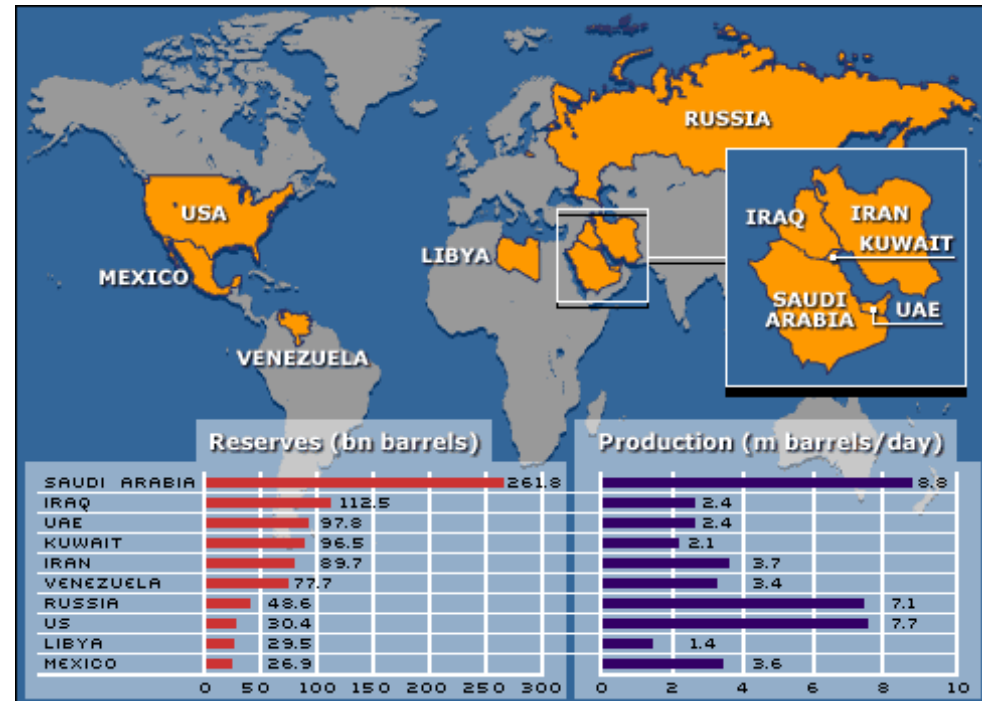 RUSSIA
USA
IRAQ
IRAN
KUWAIT
LIBYA
MEXICO
SAUDI
ARABIA
UAE
VENEZUELA
Reserves (bn barrels)
Production (m barrels/day)
SAUDI ARABIA 261.8 8.8
IRAQ 112.5 2.4
UAE 97.8 2.4
KUWAIT 96.5 2.1
IRAN 89.7 3.7
VENEZUELA 77.7 3.4
RUSSIA 48.6 7.1
US 30.4 7.7
LIBYA 29.5 1.4
MEXICO 26.9 3.6
0 50 100 150 200 250 300
0 2 4 6 8 10